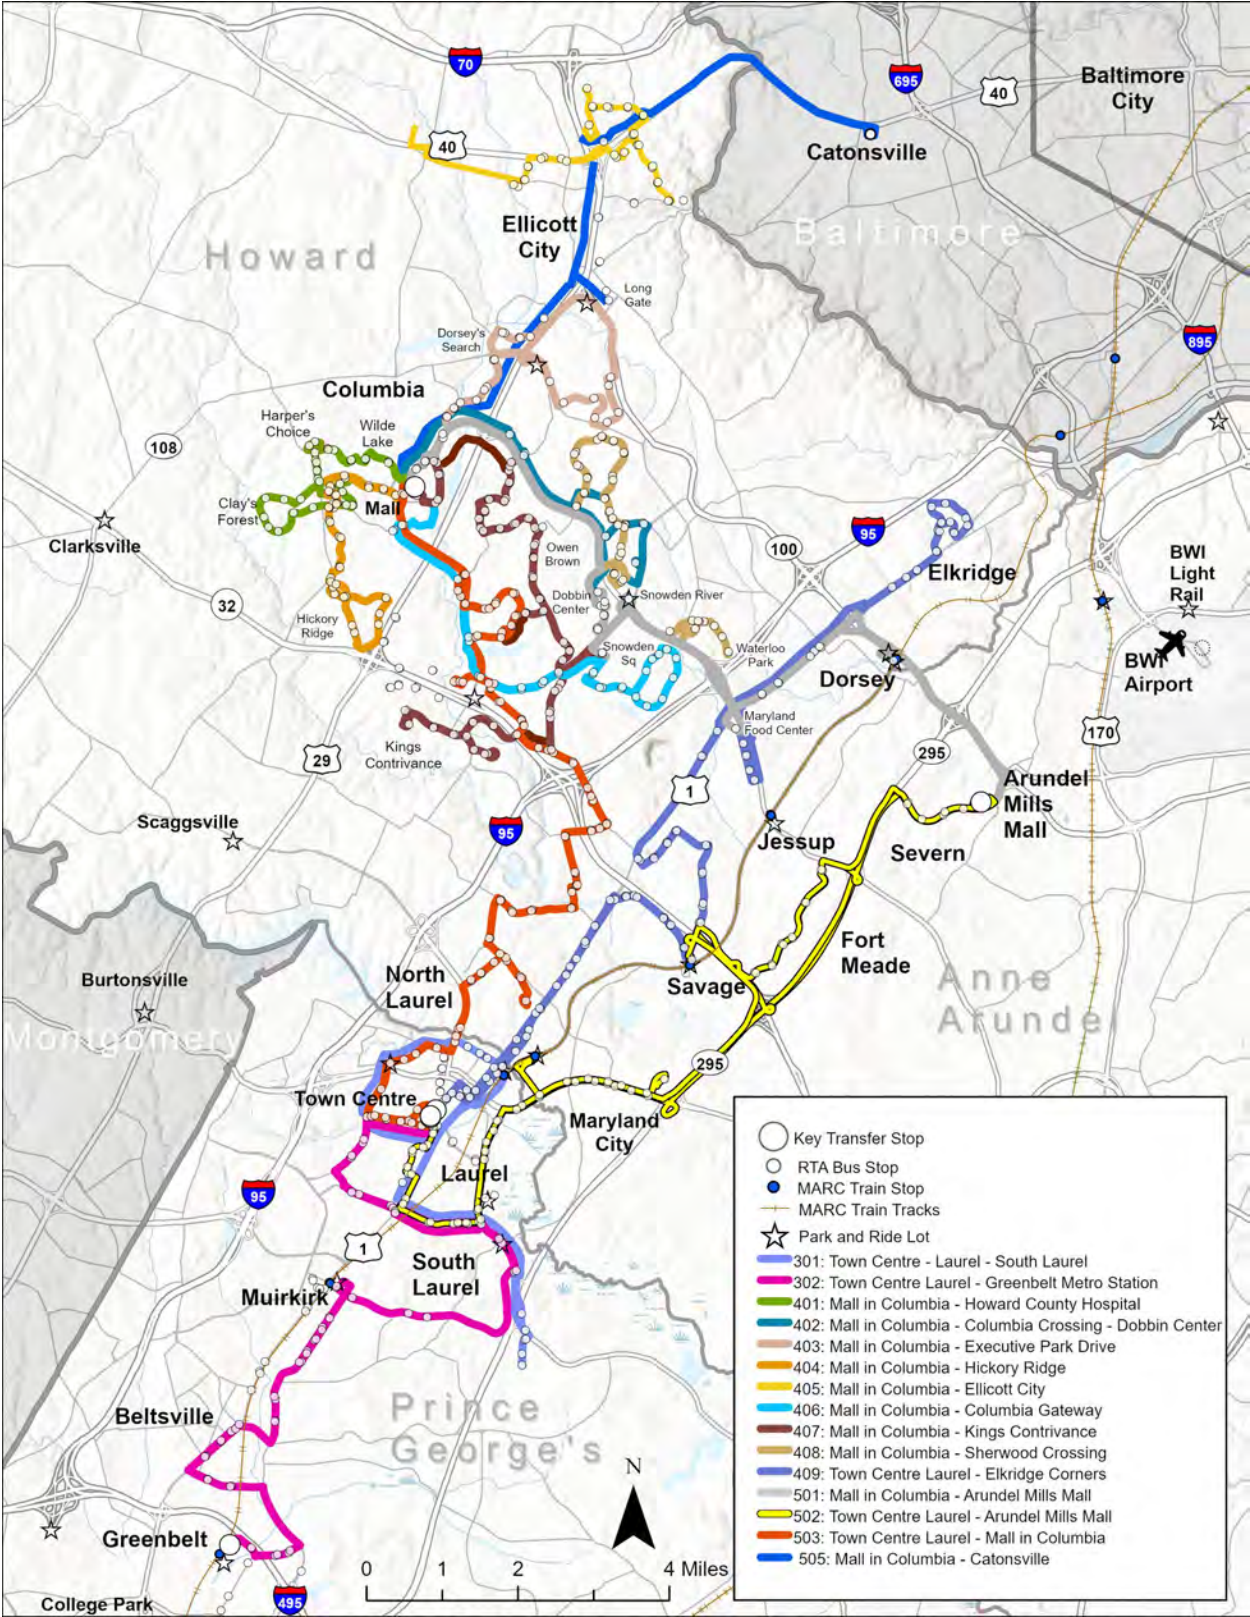 70
695
40
Baltimore
City
40
Catonsville
Ellicott
City
Baltimore
Howard
Long
Gate
Dorsey's
Search
895
Columbia
Harper's
Choice
Wilde
Lake
108
Clay's
Forest
Mall
95
100
Clarksville
Owen
Brown
Elkridge
BWI
Light
Rail
32
Dobbin
Center
Snowden River
Hickory
Ridge
Snowden
Sq
Waterloo
Park
Dorsey
BWI
Airport
Maryland
Food Center
Kings
Contrivance
29
170
295
1
Arundel
Mills
Mall
Scaggsville
95
Jessup
Severn
Fort
Meade
North
Laurel
Savage
Burtonsville
Anne
Arundel
Montgomery
295
Town Centre
Maryland
City
Laurel
95
1
South
Laurel
Muirkirk
Prince
George's
Beltsville
Greenbelt
College Park
495
N
0 1 2 4 Miles
Key Transfer Stop
RTA Bus Stop
MARC Train Stop
MARC Train Tracks
Park and Ride Lot
301: Town Centre - Laurel - South Laurel
302: Town Centre Laurel - Greenbelt Metro Station
401: Mall in Columbia - Howard County Hospital
402: Mall in Columbia - Columbia Crossing - Dobbin Center
403: Mall in Columbia - Executive Park Drive
404: Mall in Columbia - Hickory Ridge
405: Mall in Columbia - Ellicott City
406: Mall in Columbia - Columbia Gateway
407: Mall in Columbia - Kings Contrivance
408: Mall in Columbia - Sherwood Crossing
409: Town Centre Laurel - Elkridge Corners
501: Mall in Columbia - Arundel Mills Mall
502: Town Centre Laurel - Arundel Mills Mall
503: Town Centre Laurel - Mall in Columbia
505: Mall in Columbia - Catonsville